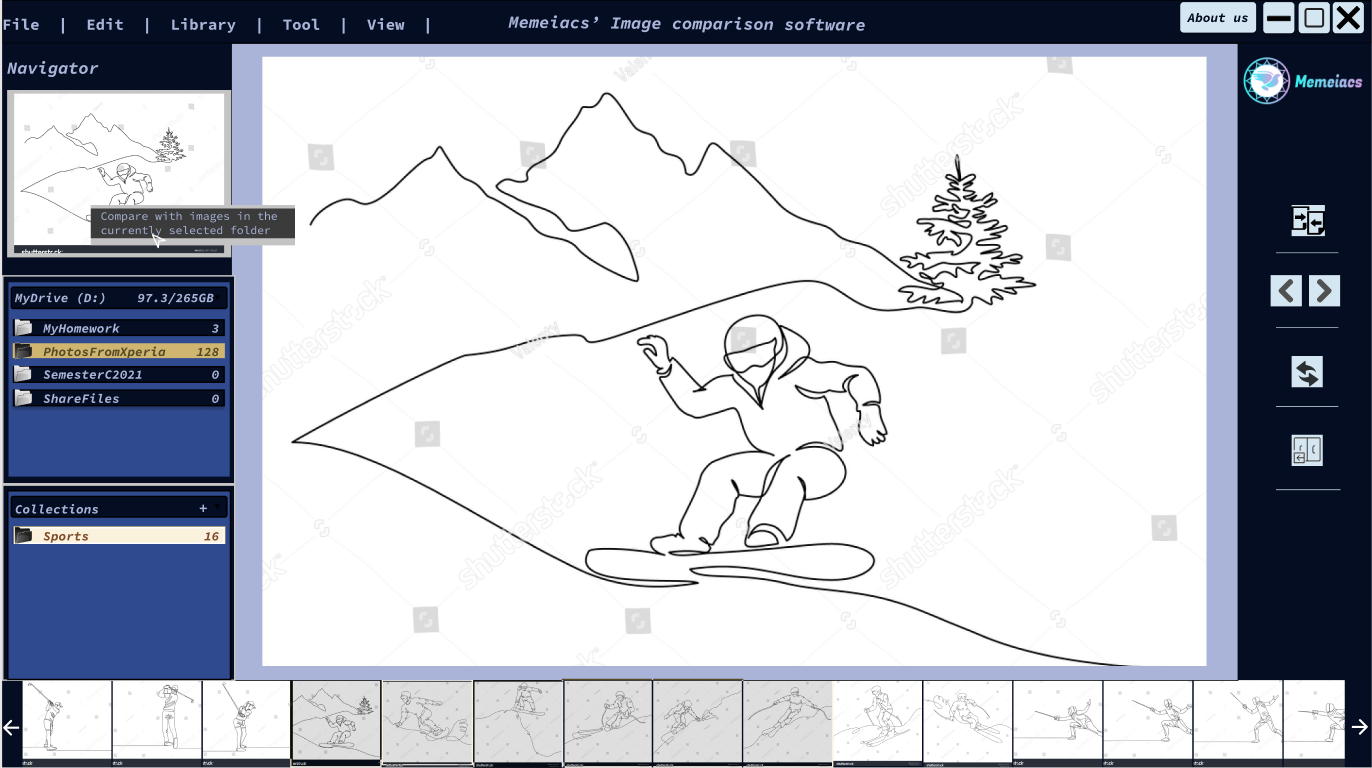 File | Edit | Library | Tool | View |
Memeiacs’ Image comparison software
About us
Navigator
Memeiacs
shutterstock
Compare with images in the
currently selected folder
MyDrive (D:) 97.3/265GB
MyHomework 3
PhotosFromXperia 128
SemesterC2021 0
ShareFiles 0
Collections +
Sports 16
shutterstock
shutterstock
shutterstock
shutterstock
shutterstock
Valenty
Valenty